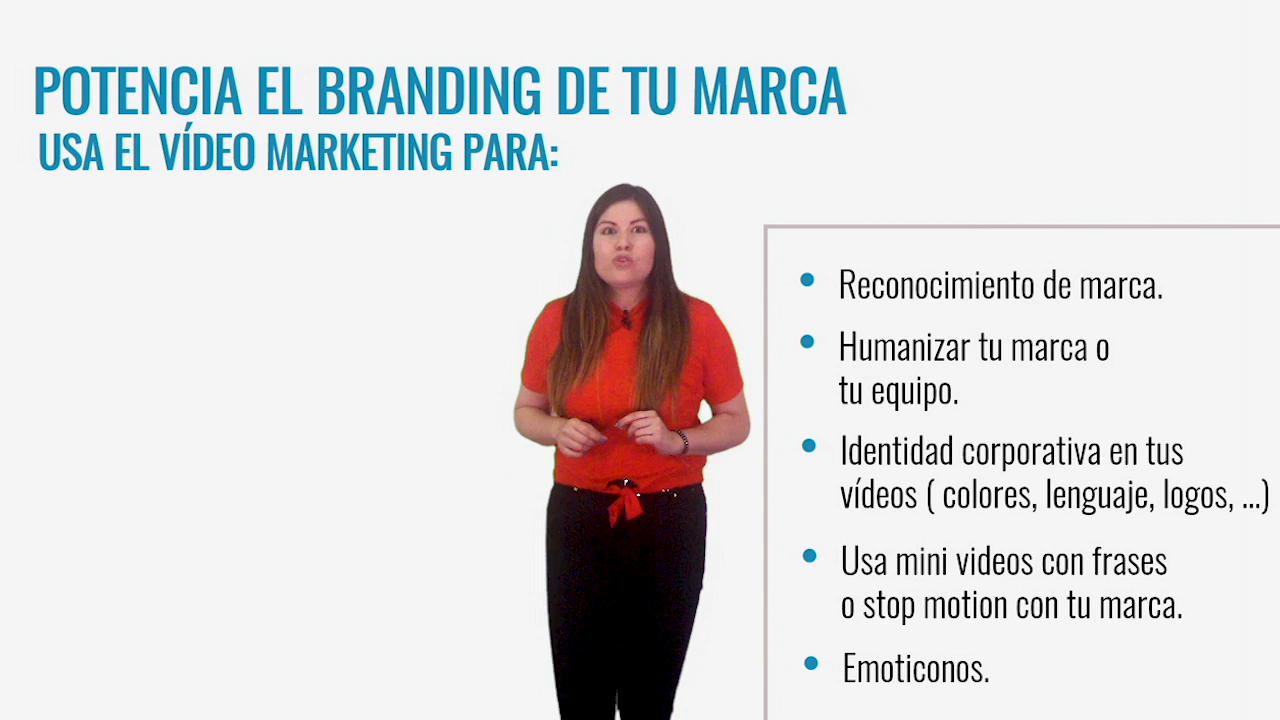 POTENCIA EL BRANDING DE TU MARCA
USA EL VÍDEO MARKETING PARA:
• Reconocimiento de marca.
• Humanizar tu marca o
tu equipo.
• Identidad corporativa en tus
vídeos ( colores, lenguaje, logos, ...)
• Usa mini videos con frases
o stop motion con tu marca.
• Emoticonos.